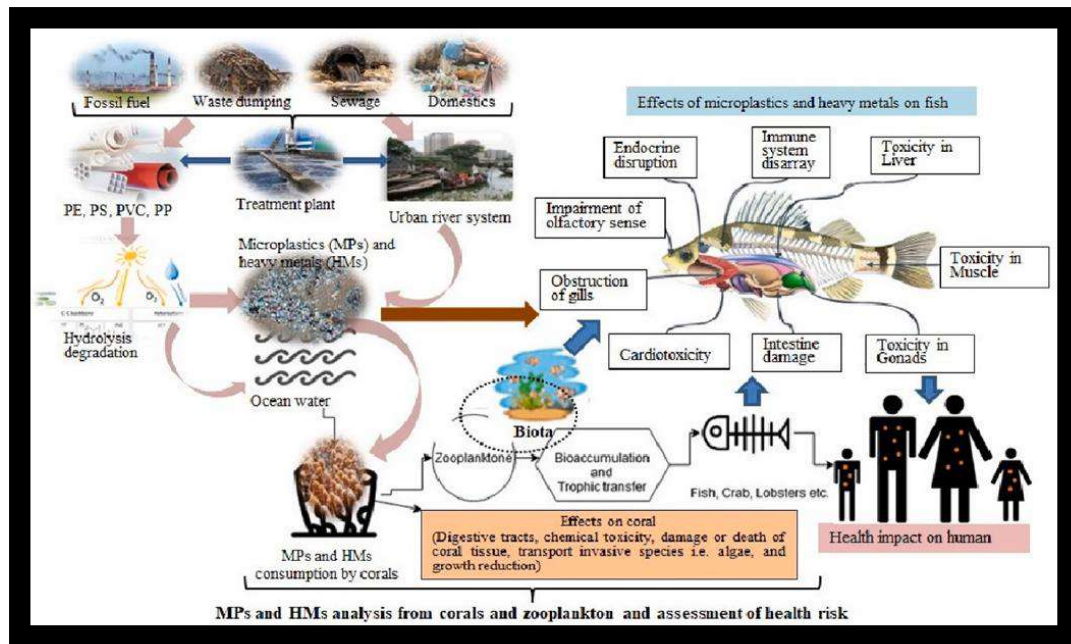 Fossil fuel
Waste dumping
Sewage
Domestics
PE, PS, PVC, PP
Treatment plant
Urban river system
Microplastics (MPs) and
heavy metals (HMs)
O2
O2
Hydrolysis
degradation
Ocean water
MPs and HMs
consumption by corals
Effects of microplastics and heavy metals on fish
Endocrine
disruption
Immune
system
disarray
Toxicity in
Liver
Impairment of
olfactory sense
Toxicity in
Muscle
Obstruction
of gills
Cardiotoxicity
Intestine
damage
Toxicity in
Gonads
Biota
Zooplanktone
Bioaccumulation
and
Trophic transfer
Fish, Crab, Lobsters etc.
Health impact on human
Effects on coral
(Digestive tracts, chemical toxicity, damage or death of
coral tissue, transport invasive species i.e. algae, and
growth reduction)
MPs and HMs analysis from corals and zooplankton and assessment of health risk